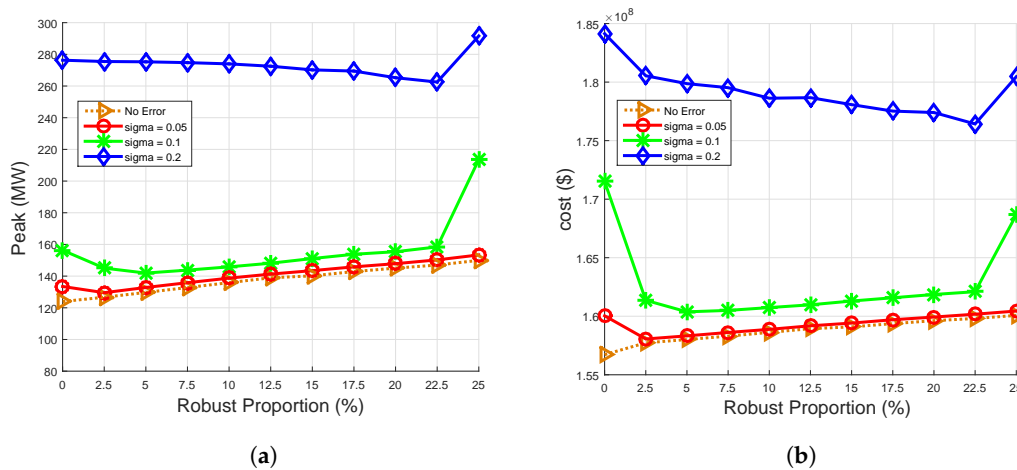 300
280
260
240
220
200
180
160
140
120
100
80
Peak (MW)
No Error
sigma = 0.05
sigma = 0.1
sigma = 0.2
0 2.5 5 7.5 10 12.5 15 17.5 20 22.5 25
Robust Proportion (%)
(a)
×10⁸
1.85
1.8
1.75
1.7
1.65
1.6
1.55
cost ($)
No Error
sigma = 0.05
sigma = 0.1
sigma = 0.2
0 2.5 5 7.5 10 12.5 15 17.5 20 22.5 25
Robust Proportion (%)
(b)